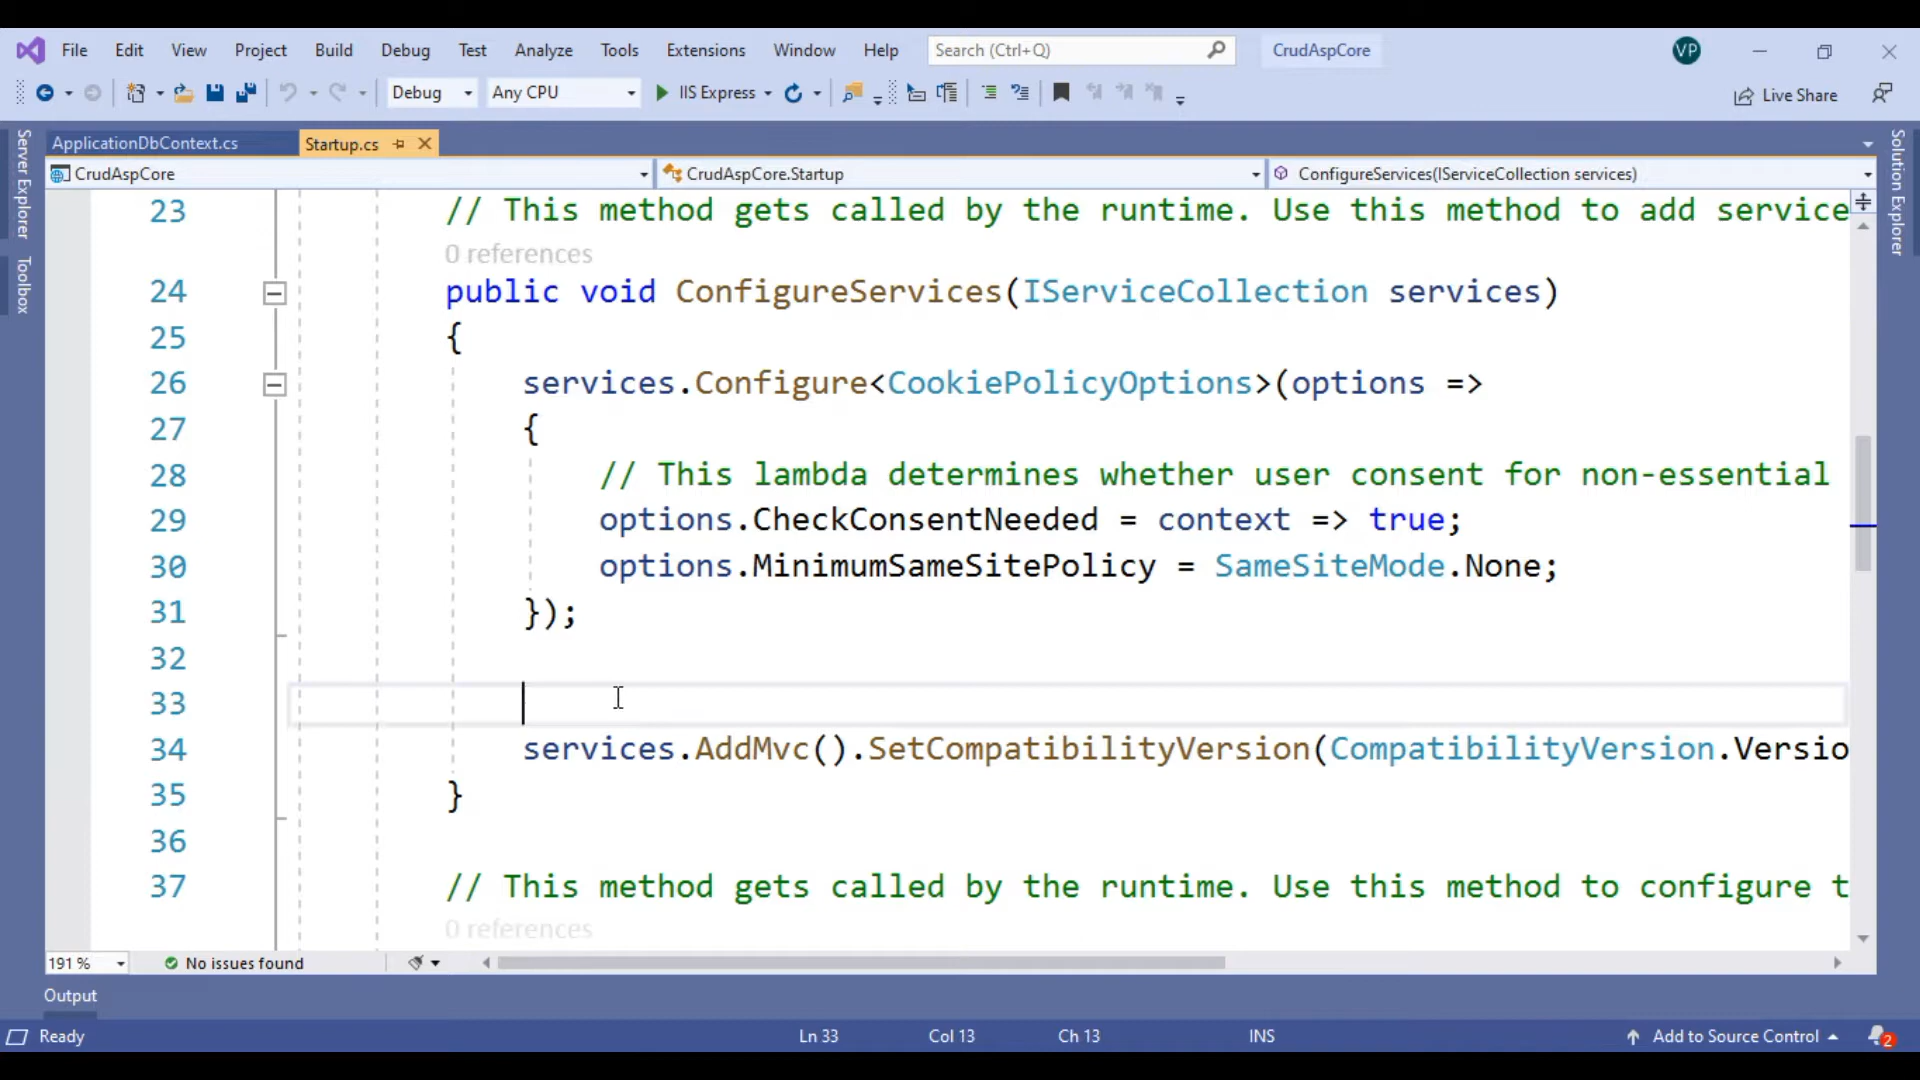 File Edit View Project Build Debug Test Analyze Tools Extensions Window Help Search (Ctrl+Q) CrudAspCore VP
Debug Any CPU IIS Express Live Share
Server Explorer
Toolbox
ApplicationDbContext.cs Startup.cs
CrudAspCore CrudAspCore.Startup ConfigureServices(IServiceCollection services)
23 // This method gets called by the runtime. Use this method to add service
0 references
24 public void ConfigureServices(IServiceCollection services)
25 {
26 services.Configure<CookiePolicyOptions>(options =>
27 {
28 // This lambda determines whether user consent for non-essential
29 options.CheckConsentNeeded = context => true;
30 options.MinimumSameSitePolicy = SameSiteMode.None;
31 });
32
33
34 services.AddMvc().SetCompatibilityVersion(CompatibilityVersion.Versio
35 }
36
37 // This method gets called by the runtime. Use this method to configure t
0 references
Solution Explorer
191 % No issues found
Output
Ready Ln 33 Col 13 Ch 13 INS Add to Source Control 2